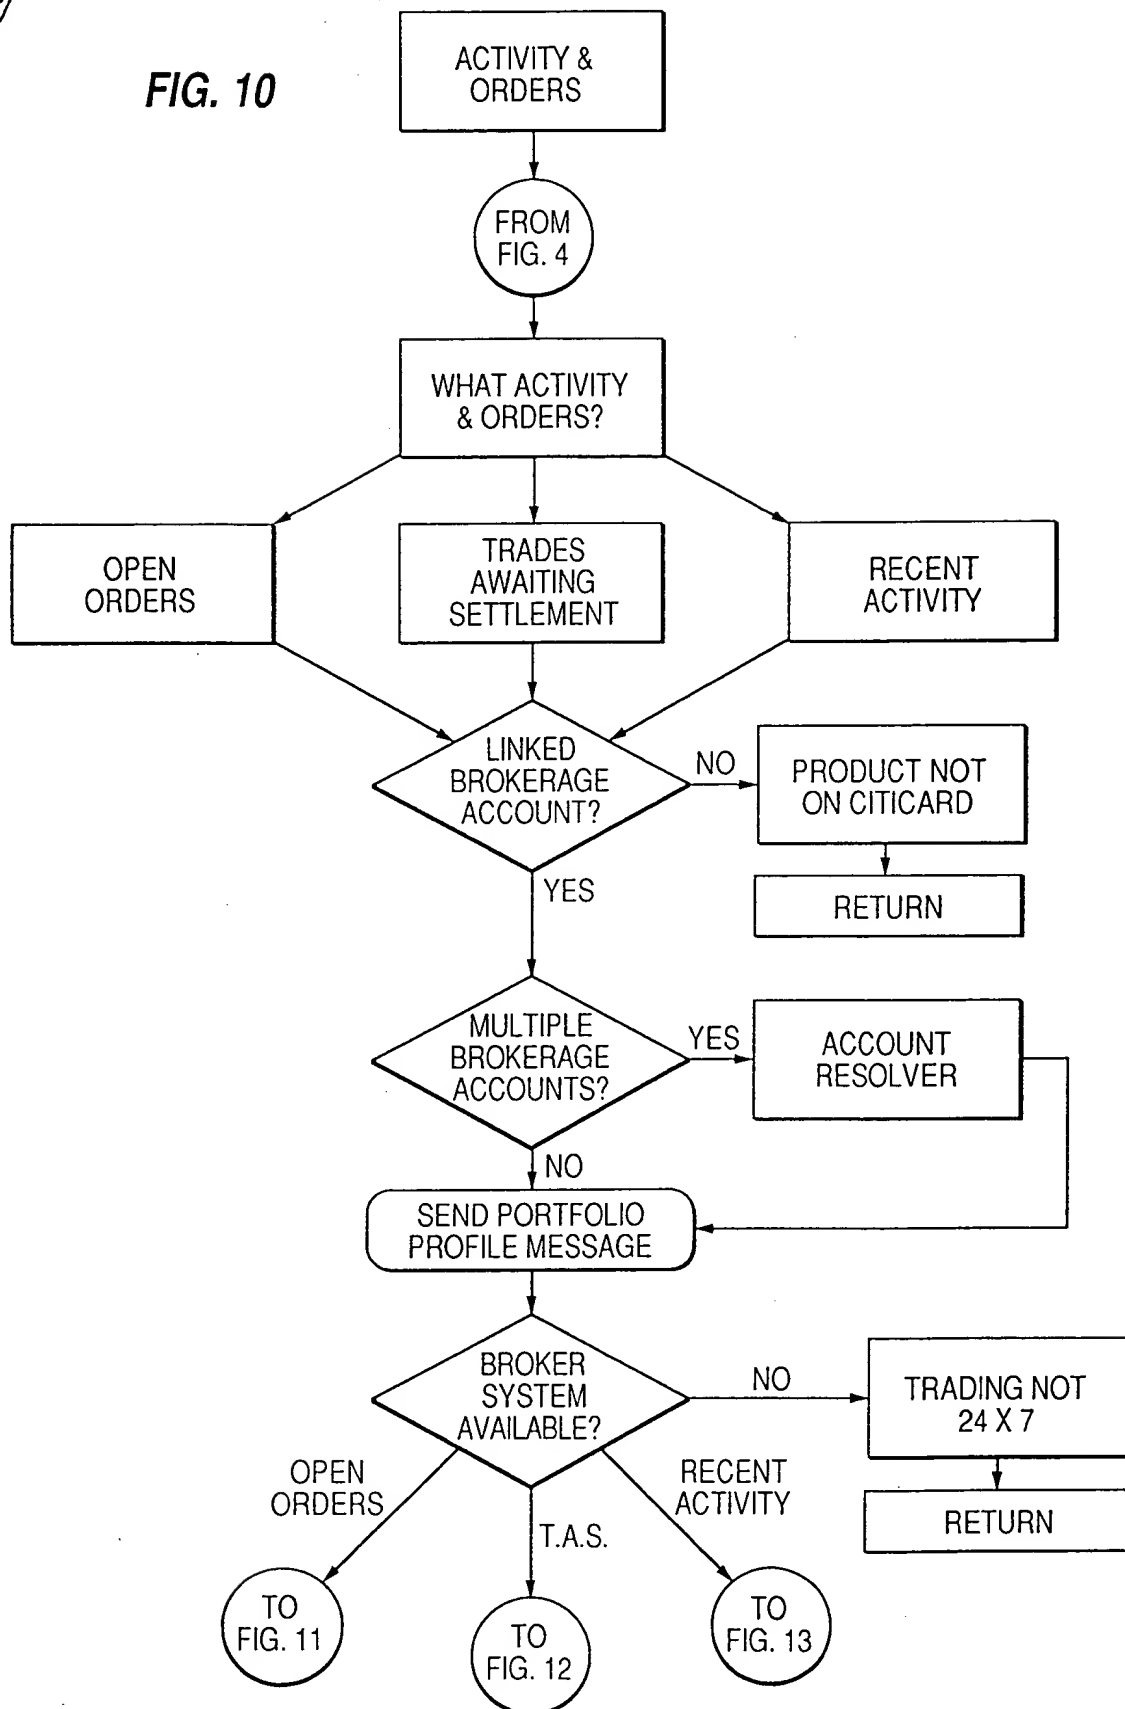 FIG. 10
ACTIVITY &
ORDERS
FROM
FIG. 4
WHAT ACTIVITY
& ORDERS?
OPEN
ORDERS
TRADES
AWAITING
SETTLEMENT
RECENT
ACTIVITY
LINKED
BROKERAGE
ACCOUNT?
NO
PRODUCT NOT
ON CITICARD
RETURN
YES
MULTIPLE
BROKERAGE
ACCOUNTS?
YES
ACCOUNT
RESOLVER
NO
SEND PORTFOLIO
PROFILE MESSAGE
BROKER
SYSTEM
AVAILABLE?
NO
TRADING NOT
24 X 7
RETURN
OPEN
ORDERS
T.A.S.
RECENT
ACTIVITY
TO
FIG. 11
TO
FIG. 12
TO
FIG. 13